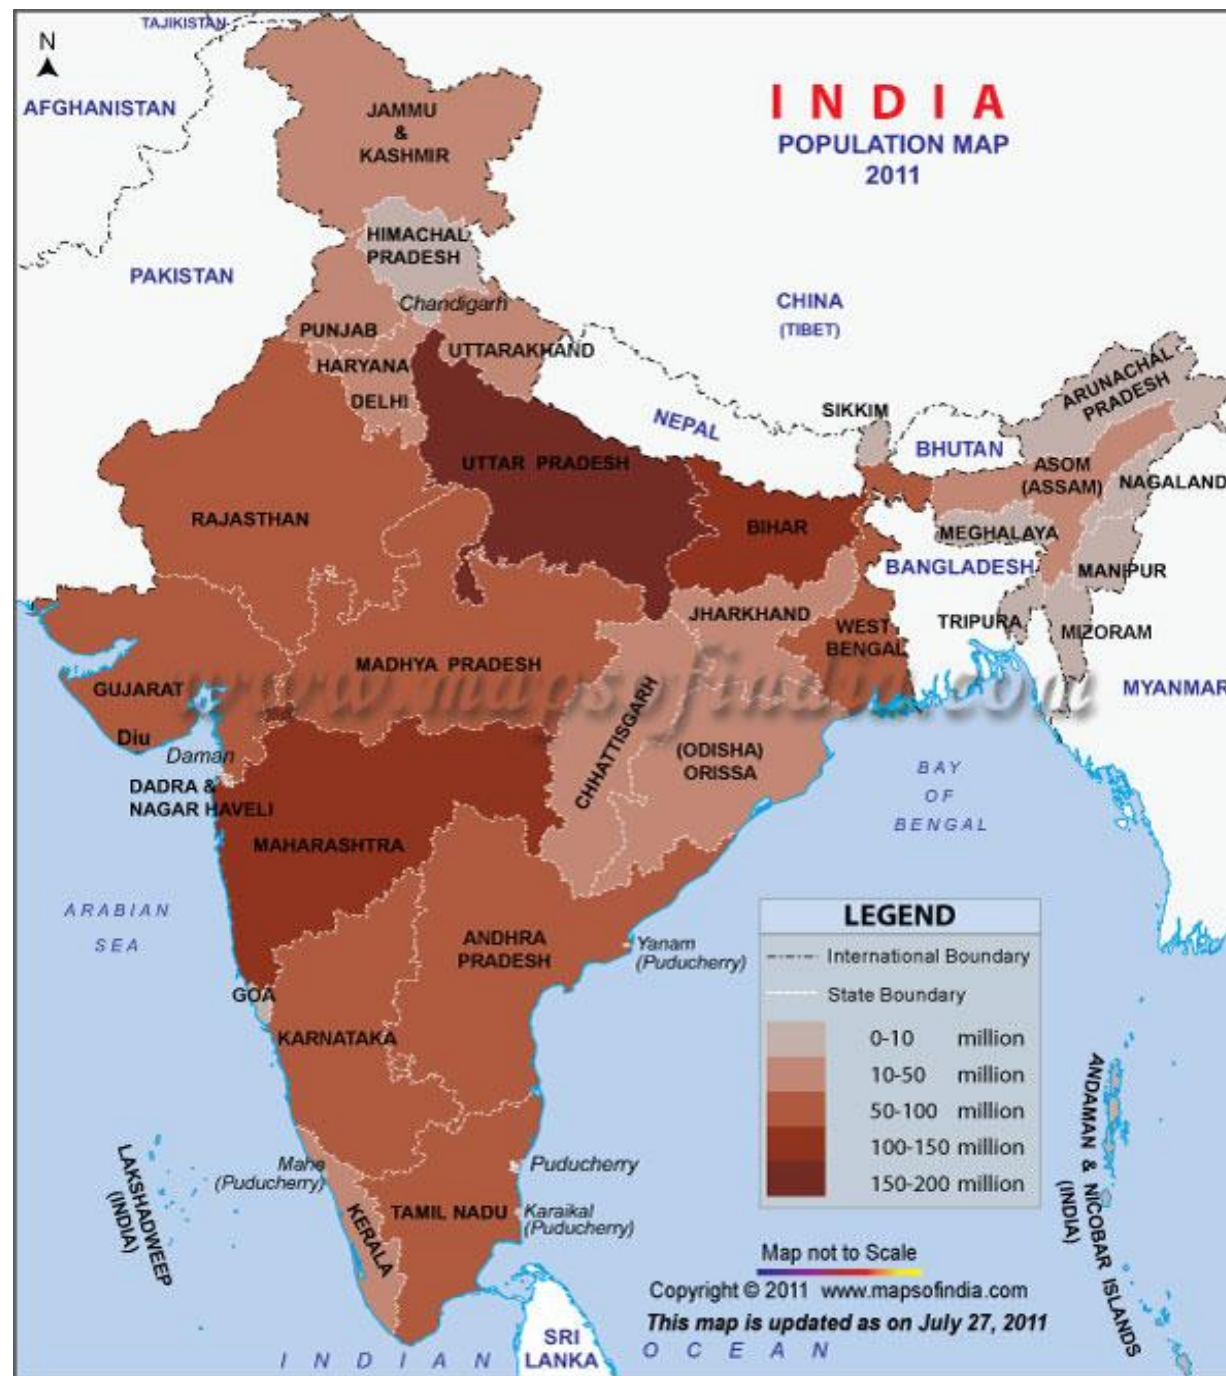 TAJIKISTAN
N
AFGHANISTAN
I N D I A
POPULATION MAP
2011
JAMMU
&
KASHMIR
HIMACHAL
PRADESH
PAKISTAN
CHINA
(TIBET)
Chandigarh
PUNJAB
UTTARAKHAND
HARYANA
DELHI
NEPAL
SIKKIM
BHUTAN
ARUNACHAL
PRADESH
ASOM
(ASSAM)
NAGALAND
UTTAR PRADESH
RAJASTHAN
BIHAR
MEGHALAYA
BANGLADESH
MANIPUR
JHARKHAND
WEST
BENGAL
TRIPURA
MIZORAM
MADHYA PRADESH
www.mapsofindia.com
GUJARAT
MYANMAR
Diu
Daman
DADRA &
NAGAR HAVELI
CHHATTISGARH
(ODISHA)
ORISSA
BAY
OF
BENGAL
MAHARASHTRA
ARABIAN
SEA
ANDHRA
PRADESH
Yanam
(Puducherry)
GOA
KARNATAKA
LEGEND
International Boundary
State Boundary
0-10 million
10-50 million
50-100 million
100-150 million
150-200 million
ANDAMAN & NICOBAR ISLANDS
(INDIA)
LAKSHADWEEP
(INDIA)
Mahe
(Puducherry)
Puducherry
KERALA
TAMIL NADU
Karaikal
(Puducherry)
Map not to Scale
Copyright © 2011 www.mapsofindia.com
This map is updated as on July 27, 2011
SRI
LANKA
I N D I A N O C E A N